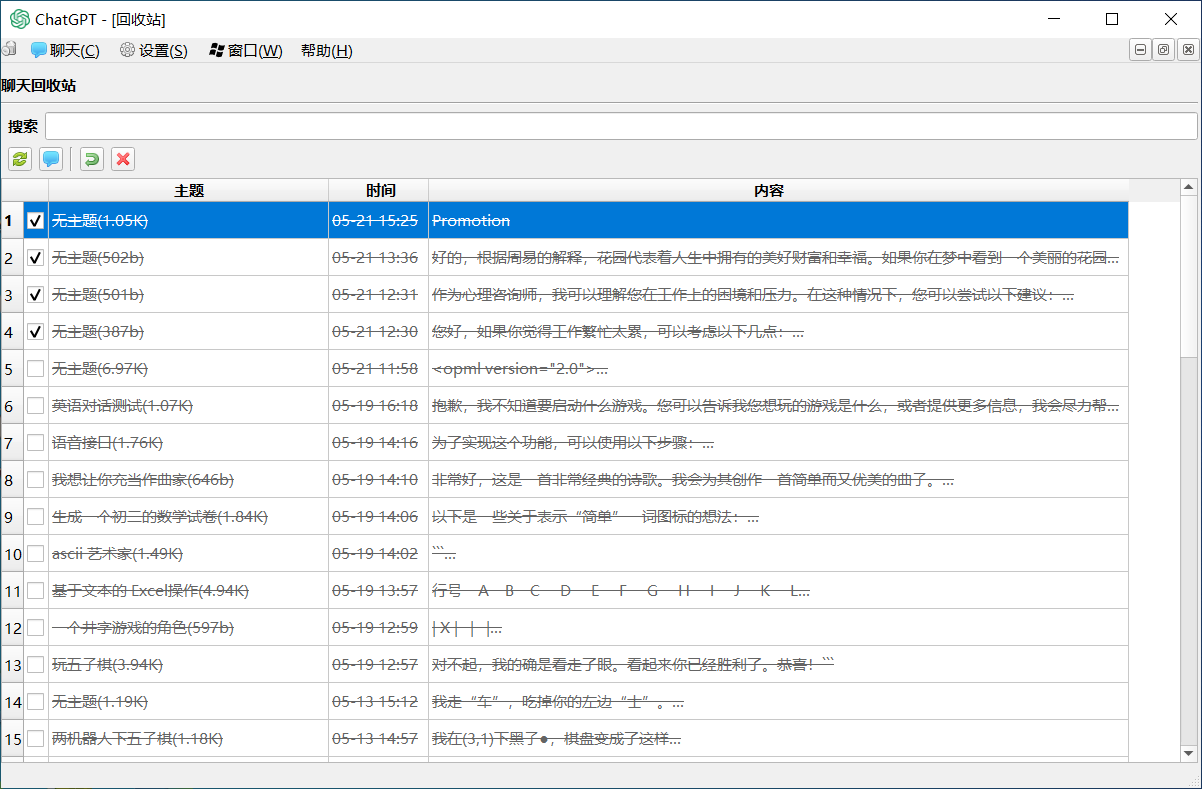 ChatGPT - [回收站]
聊天(C) 设置(S) 窗口(W) 帮助(H)
聊天回收站
搜索
主题 时间 内容
1 无主题(1.05K) 05-21 15:25 Promotion
2 无主题(502b) 05-21 13:36 好的，根据周易的解释，花园代表着人生中拥有的美好财富和幸福。如果你在梦中看到一个美丽的花园...
3 无主题(501b) 05-21 12:31 作为心理咨询师，我可以理解您在工作上的困境和压力。在这种情况下，您可以尝试以下建议：...
4 无主题(387b) 05-21 12:30 您好，如果你觉得工作繁忙太累，可以考虑以下几点：...
5 无主题(6.97K) 05-21 11:58 <opml version="2.0">...
6 英语对话测试(1.07K) 05-19 16:18 抱歉，我不知道要启动什么游戏。您可以告诉我您想玩的游戏是什么，或者提供更多信息，我会尽力帮...
7 语音接口(1.76K) 05-19 14:16 为了实现这个功能，可以使用以下步骤：...
8 我想让你充当作曲家(646b) 05-19 14:10 非常好，这是一首非常经典的诗歌。我会为其创作一首简单而又优美的曲子。...
9 生成一个初三的数学试卷(1.84K) 05-19 14:06 以下是一些关于表示“简单”一词图标的想法：...
10 ascii 艺术家(1.49K) 05-19 14:02 ```...
11 基于文本的 Excel操作(4.94K) 05-19 13:57 行号 A B C D E F G H I J K L...
12 一个井字游戏的角色(597b) 05-19 12:59 | X | | |...
13 玩五子棋(3.94K) 05-19 12:57 对不起，我的确是看走了眼。看起来你已经胜利了。恭喜！```
14 无主题(1.19K) 05-13 15:12 我走“车”，吃掉你的左边“士”。...
15 两机器人下五子棋(1.18K) 05-13 14:57 我在(3,1)下黑子●，棋盘变成了这样...